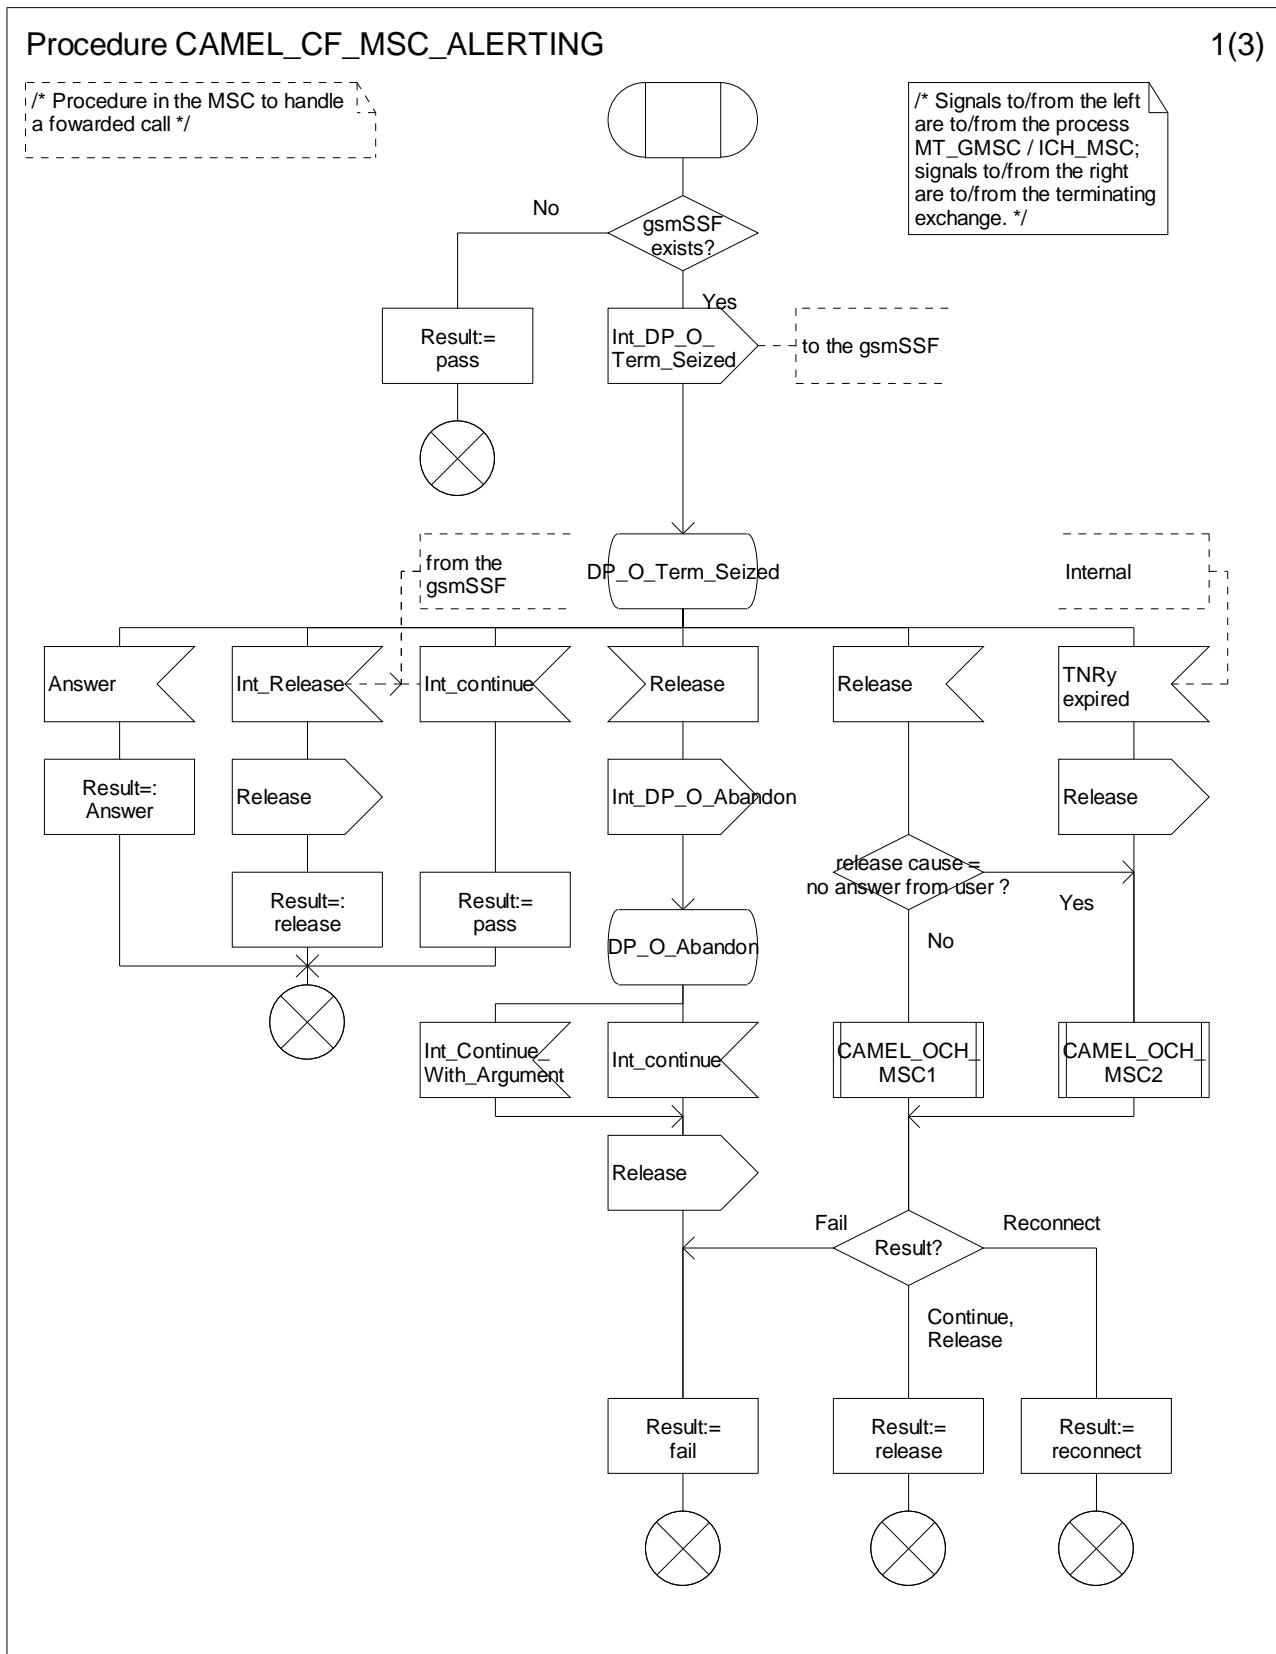 Procedure CAMEL_CF_MSC_ALERTING
1(3)
/* Procedure in the MSC to handle
a fowarded call */
/* Signals to/from the left
are to/from the process
MT_GMSC / ICH_MSC;
signals to/from the right
are to/from the terminating
exchange. */
No
gsmSSF
exists?
Yes
Result:=
pass
Int_DP_O_
Term_Seized
to the gsmSSF
from the
gsmSSF
DP_O_Term_Seized
Internal
Answer
Int_Release
Int_continue
Release
Release
TNRy
expired
Result=:
Answer
Release
Int_DP_O_Abandon
Release
release cause =
no answer from user ?
Yes
Result=:
release
Result:=
pass
DP_O_Abandon
No
Int_Continue_
With_Argument
Int_continue
CAMEL_OCH_
MSC1
CAMEL_OCH_
MSC2
Release
Fail
Result?
Reconnect
Continue,
Release
Result:=
fail
Result:=
release
Result:=
reconnect